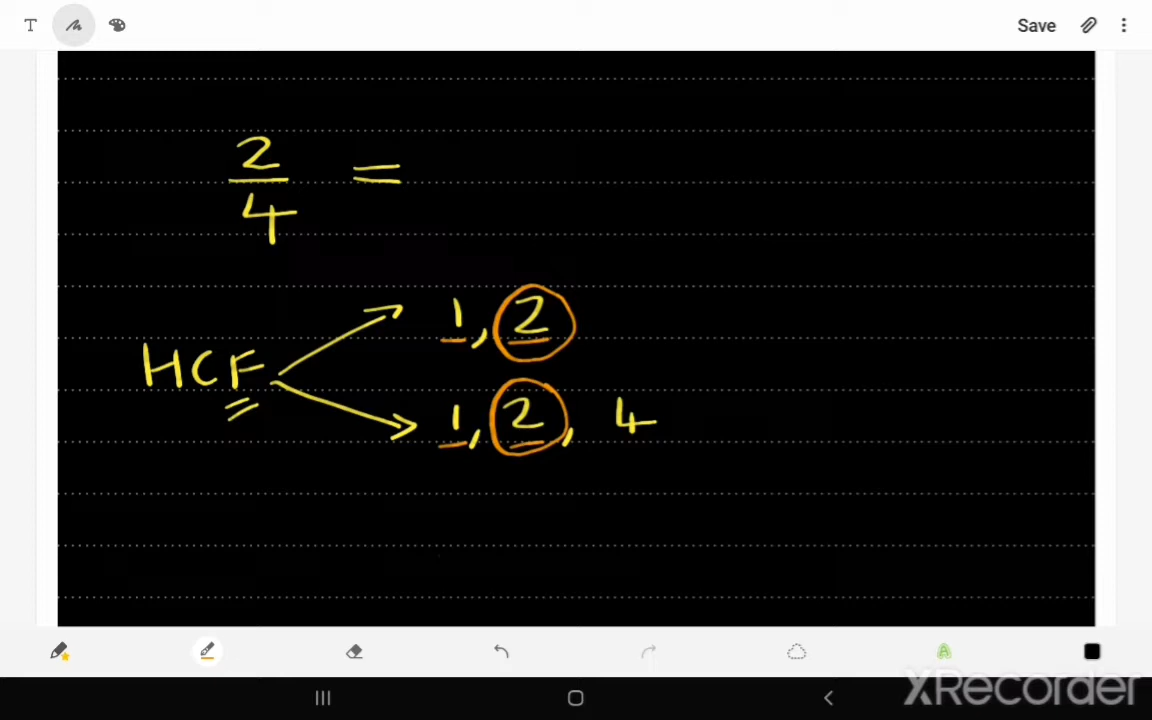 T Save
2
4 =
1, 2
HCF
1, 2, 4
A
XRecorder